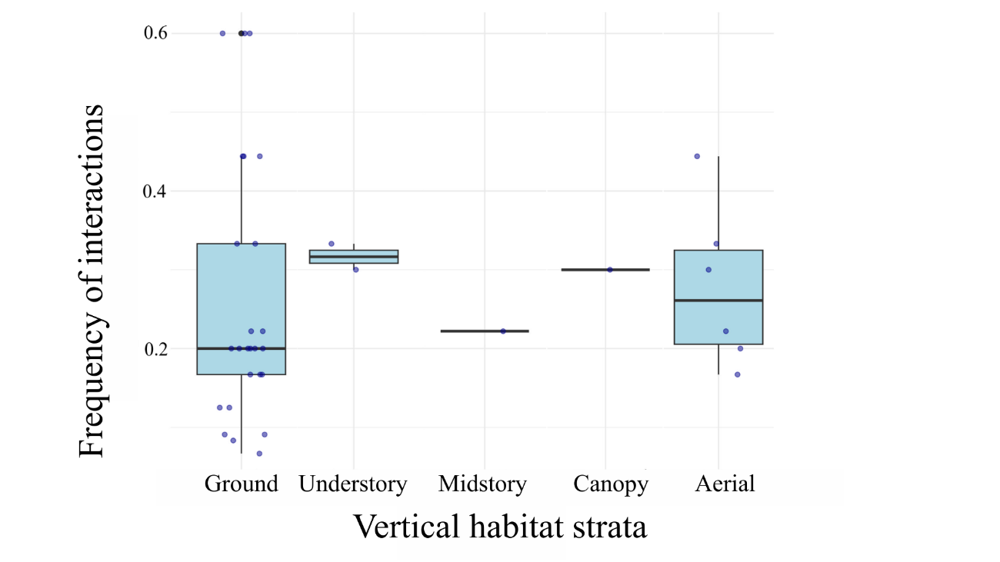 Frequency of interactions
0.6
0.4
0.2
Ground Understory Midstory Canopy Aerial
Vertical habitat strata